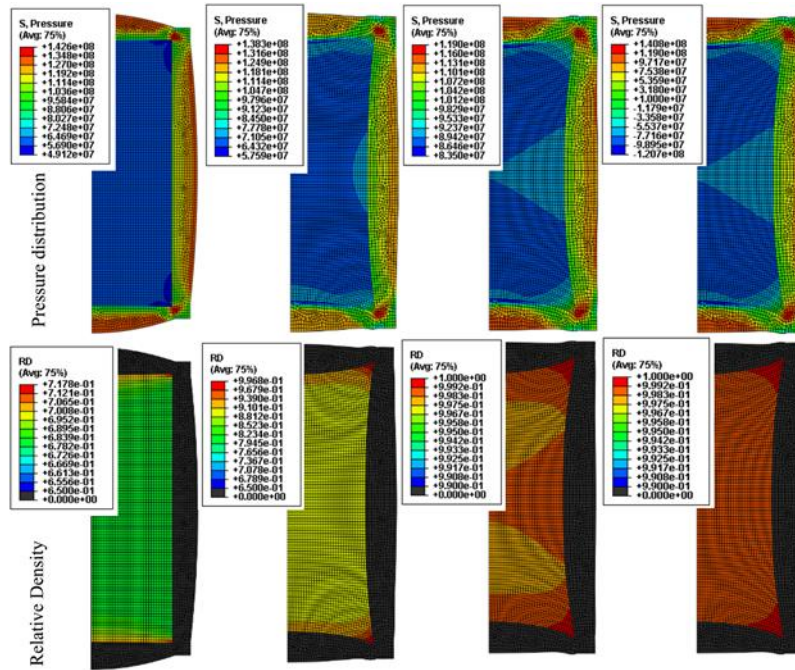 S, Pressure
(Avg: 75%)
+1.426e+08
+1.348e+08
+1.270e+08
+1.192e+08
+1.114e+08
+1.036e+08
+9.584e+07
+8.806e+07
+8.027e+07
+7.248e+07
+6.469e+07
+5.690e+07
+4.912e+07
S, Pressure
(Avg: 75%)
+1.383e+08
+1.316e+08
+1.249e+08
+1.181e+08
+1.114e+08
+1.047e+08
+9.796e+07
+9.123e+07
+8.450e+07
+7.778e+07
+7.105e+07
+6.432e+07
+5.759e+07
S, Pressure
(Avg: 75%)
+1.190e+08
+1.160e+08
+1.131e+08
+1.101e+08
+1.072e+08
+1.042e+08
+1.012e+08
+9.829e+07
+9.533e+07
+9.237e+07
+8.942e+07
+8.646e+07
+8.350e+07
S, Pressure
(Avg: 75%)
+1.408e+08
+1.190e+08
+9.717e+07
+7.538e+07
+5.359e+07
+3.180e+07
+1.000e+07
-1.179e+07
-3.358e+07
-5.537e+07
-7.716e+07
-9.895e+07
-1.207e+08
Pressure distribution
RD
(Avg: 75%)
+7.178e-01
+7.121e-01
+7.065e-01
+7.008e-01
+6.952e-01
+6.895e-01
+6.839e-01
+6.782e-01
+6.726e-01
+6.669e-01
+6.613e-01
+6.556e-01
+6.500e-01
+0.000e+00
RD
(Avg: 75%)
+9.968e-01
+9.679e-01
+9.390e-01
+9.101e-01
+8.812e-01
+8.523e-01
+8.234e-01
+7.945e-01
+7.656e-01
+7.367e-01
+7.078e-01
+6.789e-01
+6.500e-01
+0.000e+00
RD
(Avg: 75%)
+1.000e+00
+9.992e-01
+9.983e-01
+9.975e-01
+9.967e-01
+9.958e-01
+9.950e-01
+9.942e-01
+9.933e-01
+9.925e-01
+9.917e-01
+9.908e-01
+9.900e-01
+0.000e+00
RD
(Avg: 75%)
+1.000e+00
+9.992e-01
+9.983e-01
+9.975e-01
+9.967e-01
+9.958e-01
+9.950e-01
+9.942e-01
+9.933e-01
+9.925e-01
+9.917e-01
+9.908e-01
+9.900e-01
+0.000e+00
Relative Density